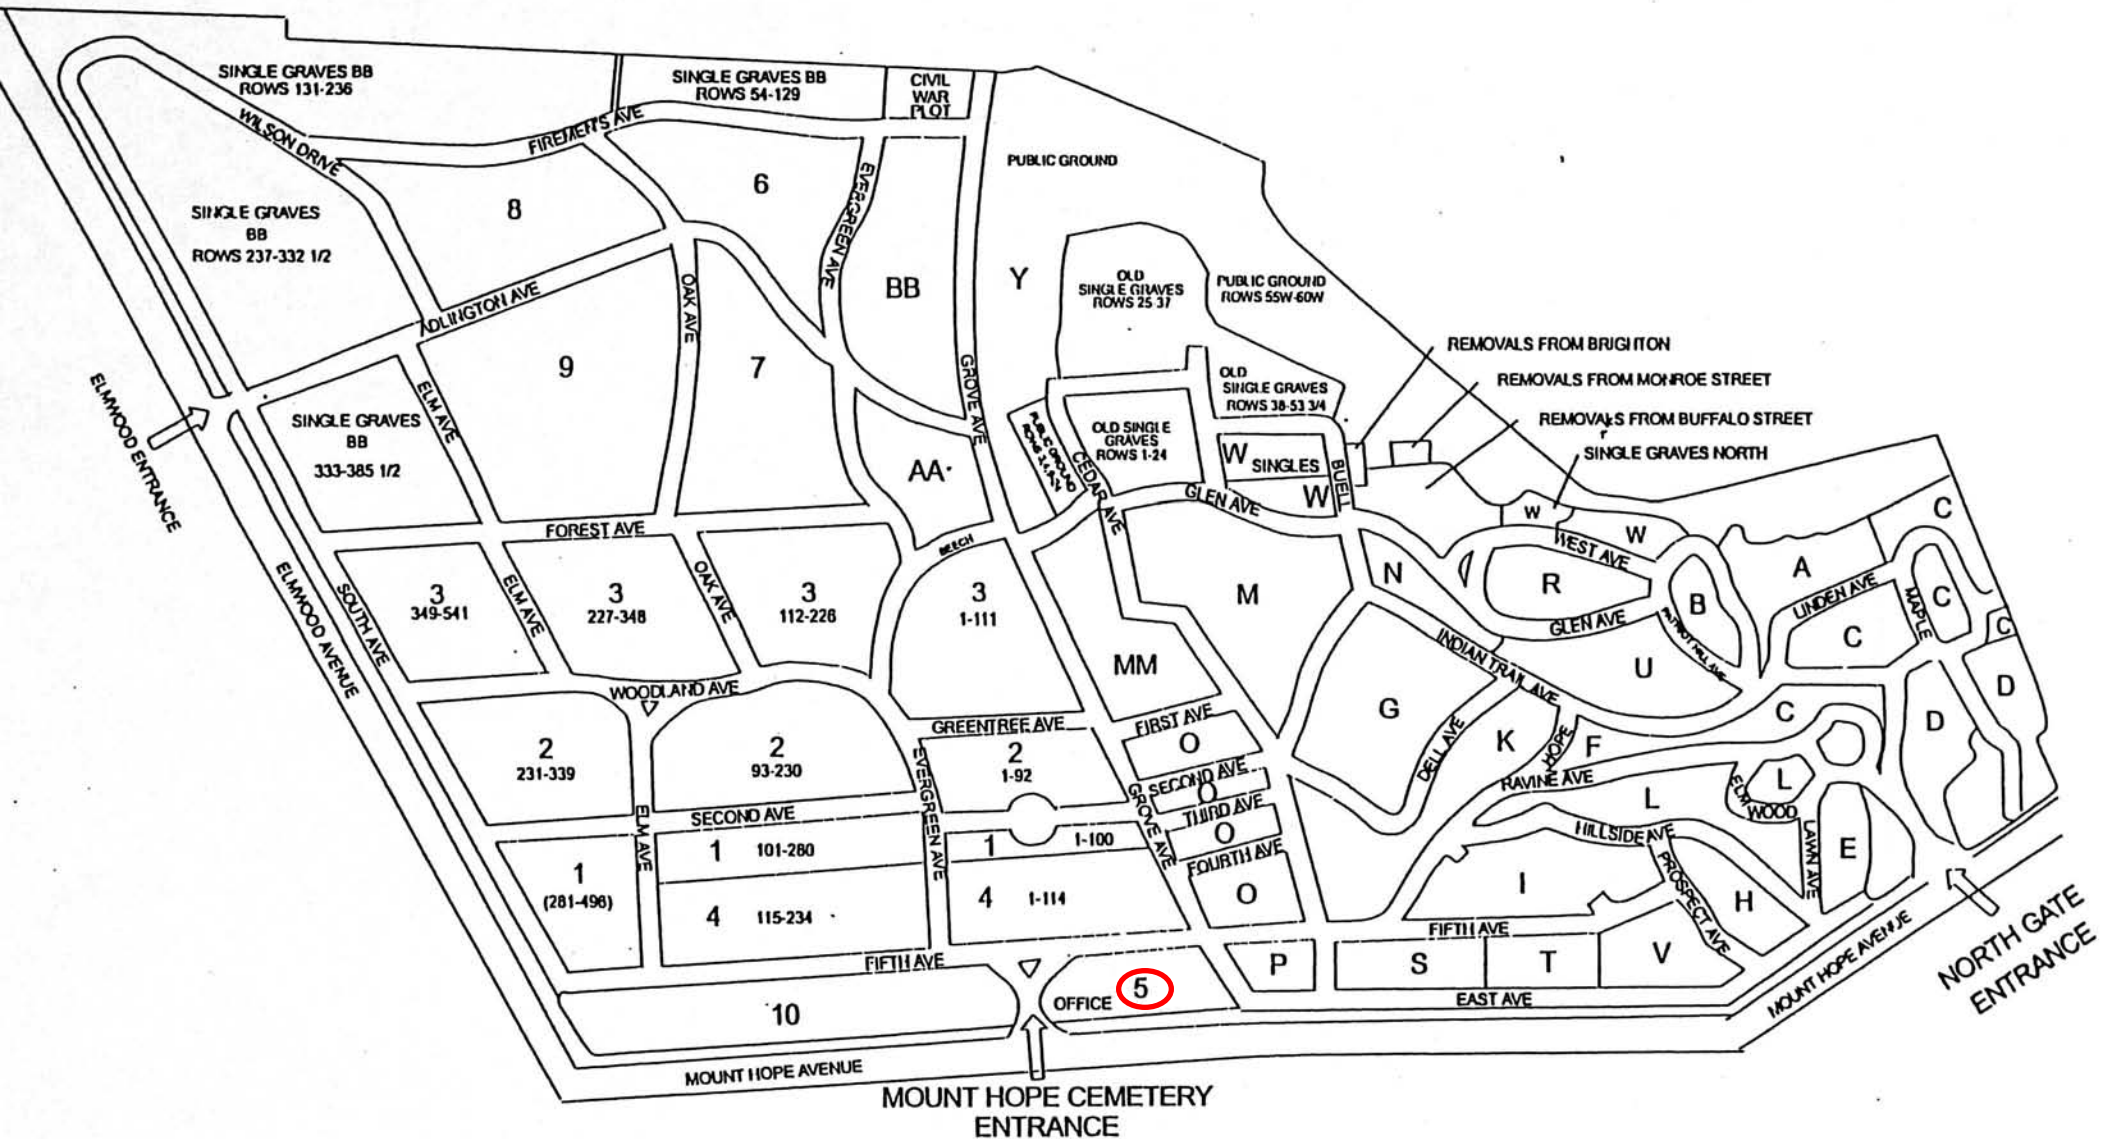 SINGLE GRAVES BB
ROWS 131-236
SINGLE GRAVES BB
ROWS 54-129
CIVIL
WAR
PLOT
WILSON DRIVE
FIREMEN'S AVE
PUBLIC GROUND
EVERGREEN AVE
6
8
SINGLE GRAVES
BB
ROWS 237-332 1/2
BB
Y
OLD
SINGLE GRAVES
ROWS 25 37
PUBLIC GROUND
ROWS 55W-60W
ADLINGTON AVE
OAK AVE
9
7
GROVE AVE
REMOVALS FROM BRIGHTON
REMOVALS FROM MONROE STREET
REMOVALS FROM BUFFALO STREET
SINGLE GRAVES NORTH
OLD
SINGLE GRAVES
ROWS 38-53 3/4
ELMWOOD ENTRANCE
ELM AVE
SINGLE GRAVES
BB
333-385 1/2
PUBLIC GROUND
CEDAR AVE
OLD SINGLE
GRAVES
ROWS 1-24
W SINGLES
W
BUELL
GLEN AVE
AA
FOREST AVE
BEECH
W
W
WEST AVE
C
A
ELMWOOD AVENUE
SOUTH AVE
3
349-541
ELM AVE
3
227-348
OAK AVE
3
112-226
3
1-111
M
N
R
B
LINDEN AVE
MAPLE
C
C
C
GLEN AVE
PATRIOT HILL AVE
INDIAN TRAIL AVE
U
MM
WOODLAND AVE
GREENTREE AVE
FIRST AVE
O
G
DELL AVE
K
HOPE
F
C
D
D
RAVINE AVE
2
231-339
2
93-230
EVERGREEN AVE
2
1-92
GROVE AVE
SECOND AVE
O
THIRD AVE
O
FOURTH AVE
O
L
L
ELM
WOOD
LAWN AVE
E
HILLSIDE AVE
SECOND AVE
ELM AVE
1
(281-496)
1 101-280
4 115-234
1 1-100
4 1-114
I
PROSPECT AVE
H
FIFTH AVE
FIFTH AVE
P
S
T
V
10
OFFICE 5
EAST AVE
MOUNT HOPE AVENUE
NORTH GATE
ENTRANCE
MOUNT HOPE AVENUE
MOUNT HOPE CEMETERY
ENTRANCE